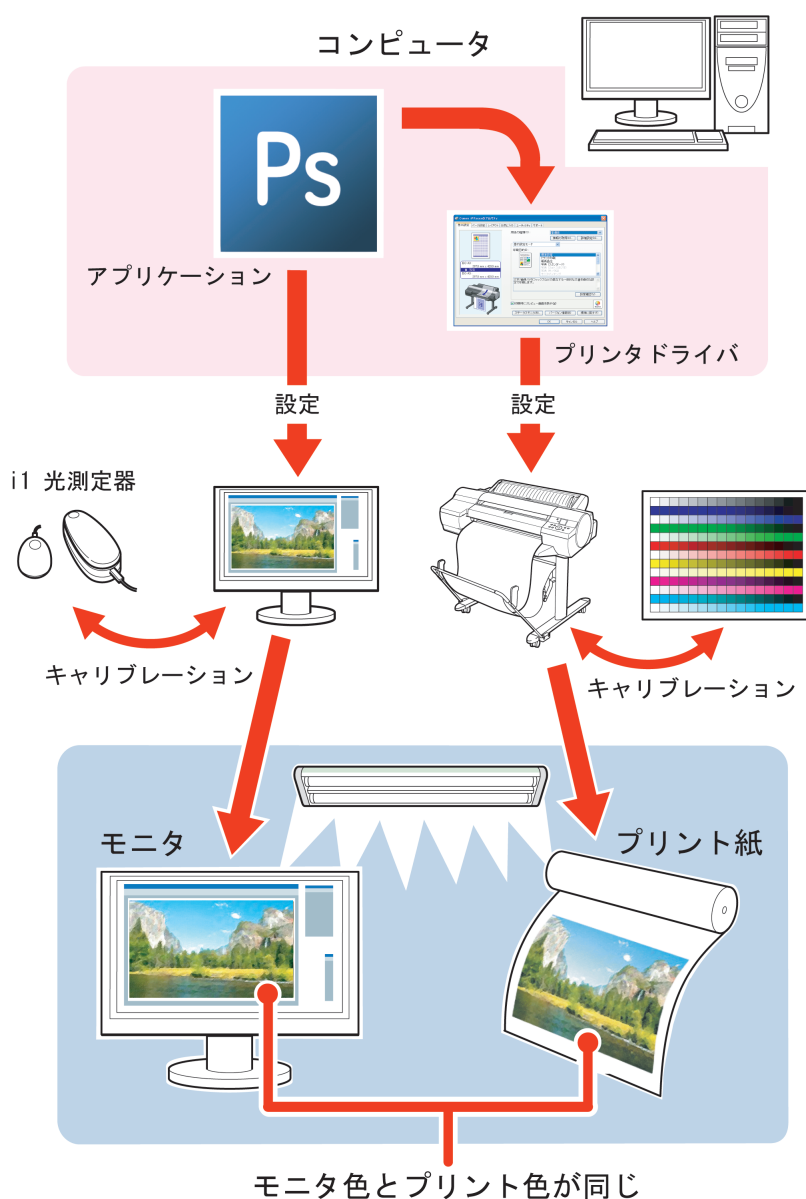 コンピュータ
Ps
アプリケーション
プリンタドライバ
設定
設定
i1 光測定器
キャリブレーション
キャリブレーション
モニタ
プリント紙
モニタ色とプリント色が同じ